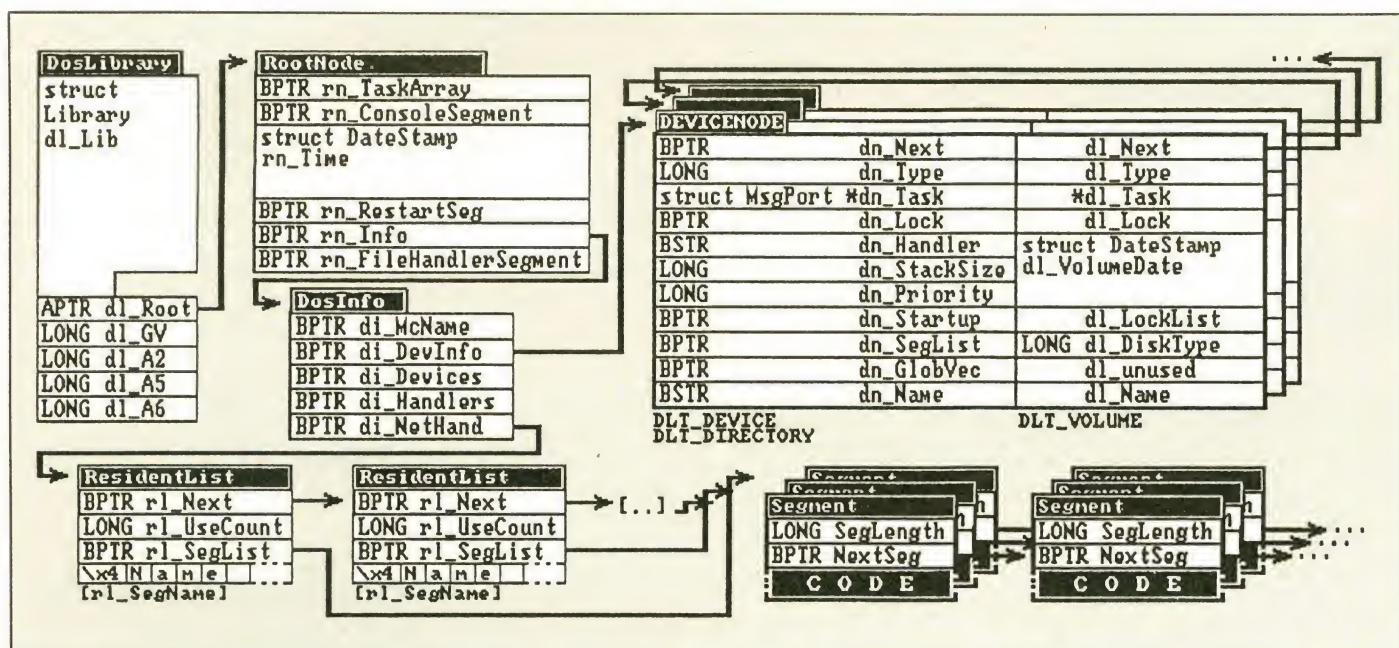 DosLibrary
struct
Library
dl_Lib
APTR dl_Root
LONG dl_GV
LONG dl_A2
LONG dl_A5
LONG dl_A6
RootNode
BPTR rn_TaskArray
BPTR rn_ConsoleSegment
struct DateStamp
rn_Time
BPTR rn_RestartSeg
BPTR rn_Info
BPTR rn_FileHandlerSegment
DosInfo
BPTR di_McName
BPTR di_DevInfo
BPTR di_Devices
BPTR di_Handlers
BPTR di_NetHand
...
DEVICENODE
BPTR dn_Next dl_Next
LONG dn_Type dl_Type
struct MsgPort *dn_Task *dl_Task
BPTR dn_Lock dl_Lock
BSTR dn_Handler struct DateStamp
LONG dn_StackSize dl_VolumeDate
LONG dn_Priority
BPTR dn_Startup dl_LockList
BPTR dn_SegList LONG dl_DiskType
BPTR dn_GlobVec dl_unused
BSTR dn_Name dl_Name
DLT_DEVICE DLT_VOLUME
DLT_DIRECTORY
ResidentList
BPTR rl_Next
LONG rl_UseCount
BPTR rl_SegList
\x4 N a m e
[rl_SegName]
ResidentList
BPTR rl_Next
LONG rl_UseCount
BPTR rl_SegList
\x4 N a m e
[rl_SegName]
[..]
Segment
LONG SegLength
BPTR NextSeg
C O D E
Segment
LONG SegLength
BPTR NextSeg
C O D E